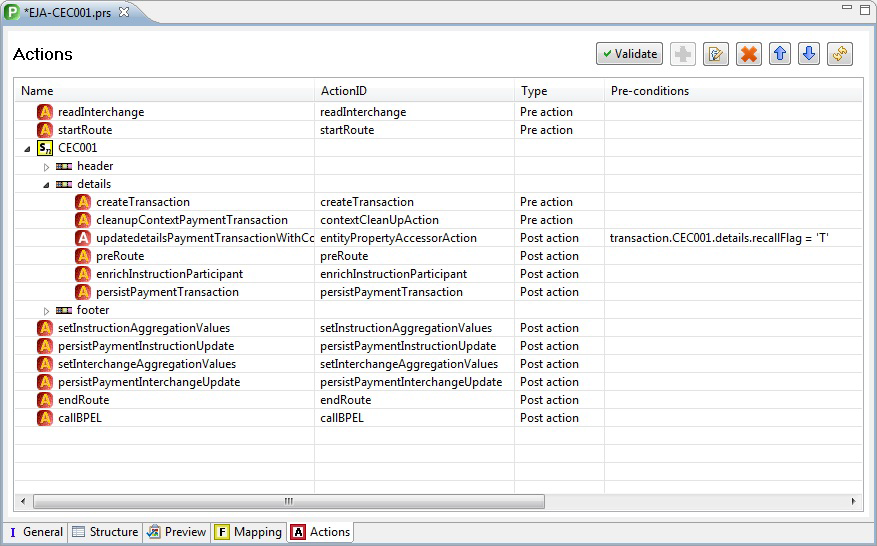 P *EJA-CEC001.prs
Actions
Validate
Name ActionID Type Pre-conditions
A readInterchange readInterchange Pre action
A startRoute startRoute Pre action
CEC001
header
details
A createTransaction createTransaction Pre action
A cleanupContextPaymentTransaction contextCleanUpAction Pre action
A updatedetailsPaymentTransactionWithCo entityPropertyAccessorAction Post action transaction.CEC001.details.recallFlag = 'T'
A preRoute preRoute Post action
A enrichInstructionParticipant enrichInstructionParticipant Post action
A persistPaymentTransaction persistPaymentTransaction Post action
footer
A setInstructionAggregationValues setInstructionAggregationValues Post action
A persistPaymentInstructionUpdate persistPaymentInstructionUpdate Post action
A setInterchangeAggregationValues setInterchangeAggregationValues Post action
A persistPaymentInterchangeUpdate persistPaymentInterchangeUpdate Post action
A endRoute endRoute Post action
A callBPEL callBPEL Post action
I General Structure Preview F Mapping A Actions